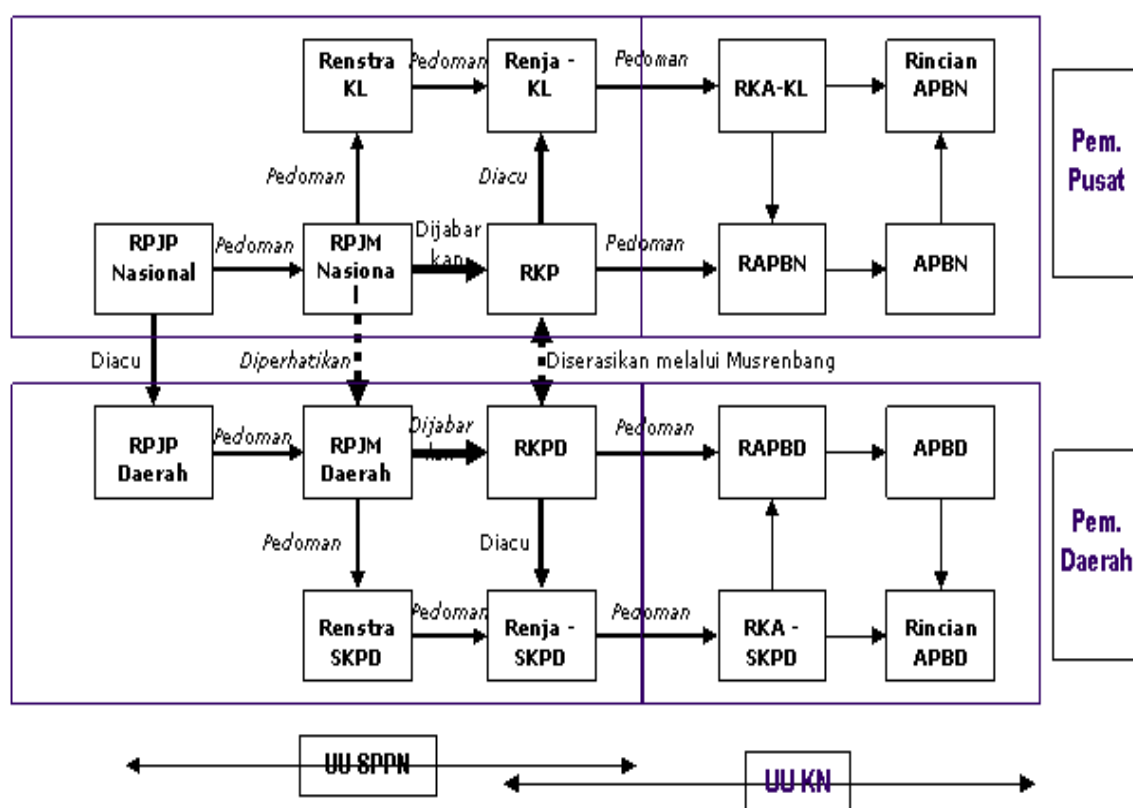 Renstra
KL
Pedoman
Renja -
KL
Pedoman
RKA-KL
Rincian
APBN
Pem.
Pusat
Pedoman
Diacu
RPJP
Nasional
Pedoman
RPJM
Nasiona
Dijabar
kan
RKP
Pedoman
RAPBN
APBN
Diacu
Diperhatikan
Diserasikan melalui Musrenbang
RPJP
Daerah
Pedoman
RPJM
Daerah
Dijabar
kan
RKPD
Pedoman
RAPBD
APBD
Pem.
Daerah
Pedoman
Diacu
Renstra
SKPD
Pedoman
Renja -
SKPD
Pedoman
RKA -
SKPD
Rincian
APBD
UU SPPN
UU KN